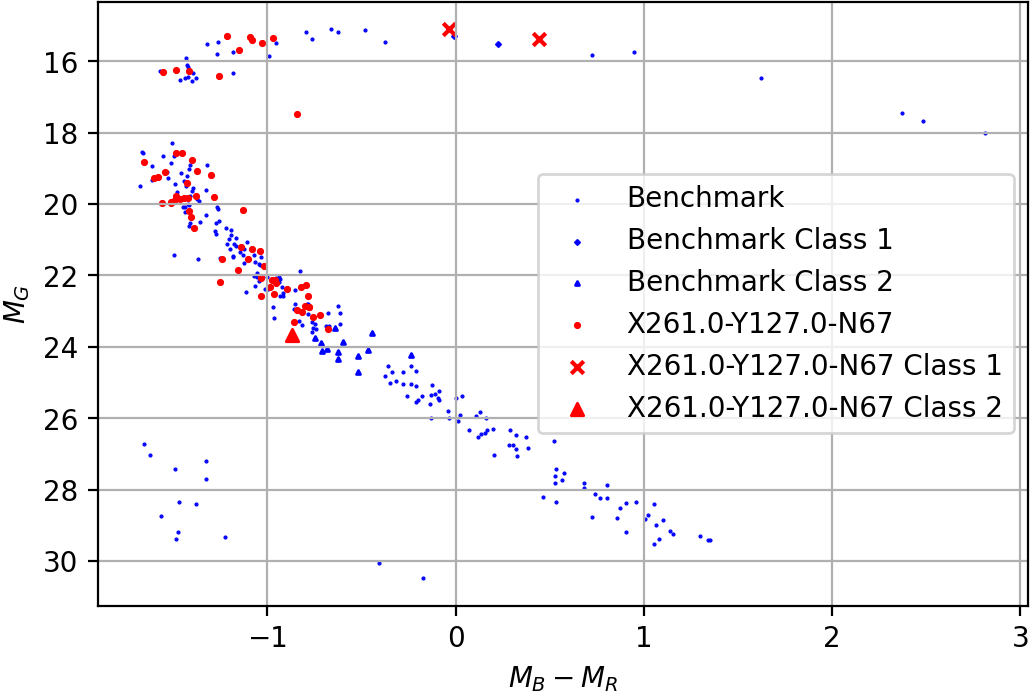 16
18
20
22
24
26
28
30
M_G
Benchmark
Benchmark Class 1
Benchmark Class 2
X261.0-Y127.0-N67
X261.0-Y127.0-N67 Class 1
X261.0-Y127.0-N67 Class 2
−1 0 1 2 3
M_B − M_R